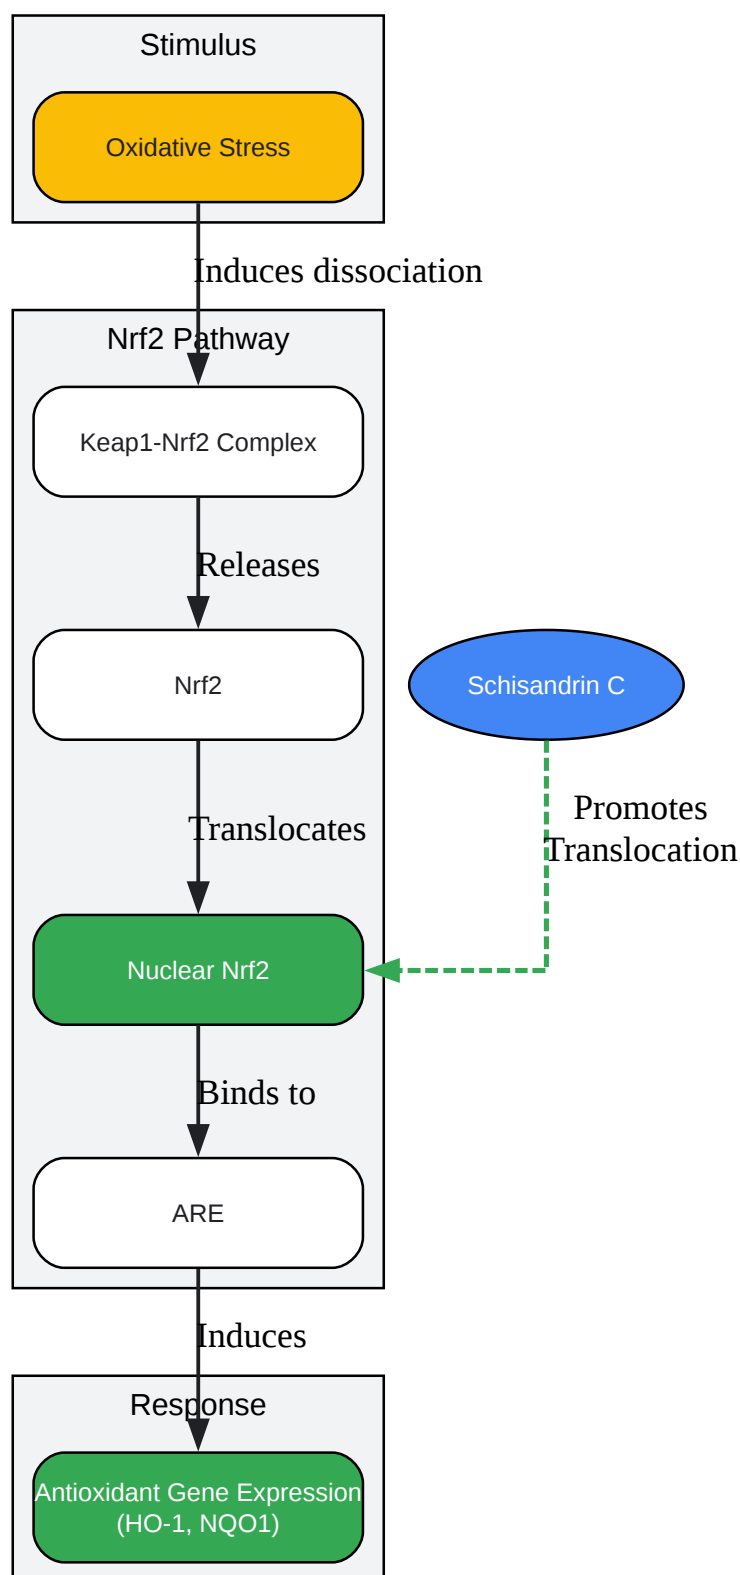 Stimulus
Oxidative Stress
Induces dissociation
Nrf2 Pathway
Keap1-Nrf2 Complex
Releases
Nrf2
Schisandrin C
Translocates
Promotes
Translocation
Nuclear Nrf2
Binds to
ARE
Induces
Response
Antioxidant Gene Expression
(HO-1, NQO1)